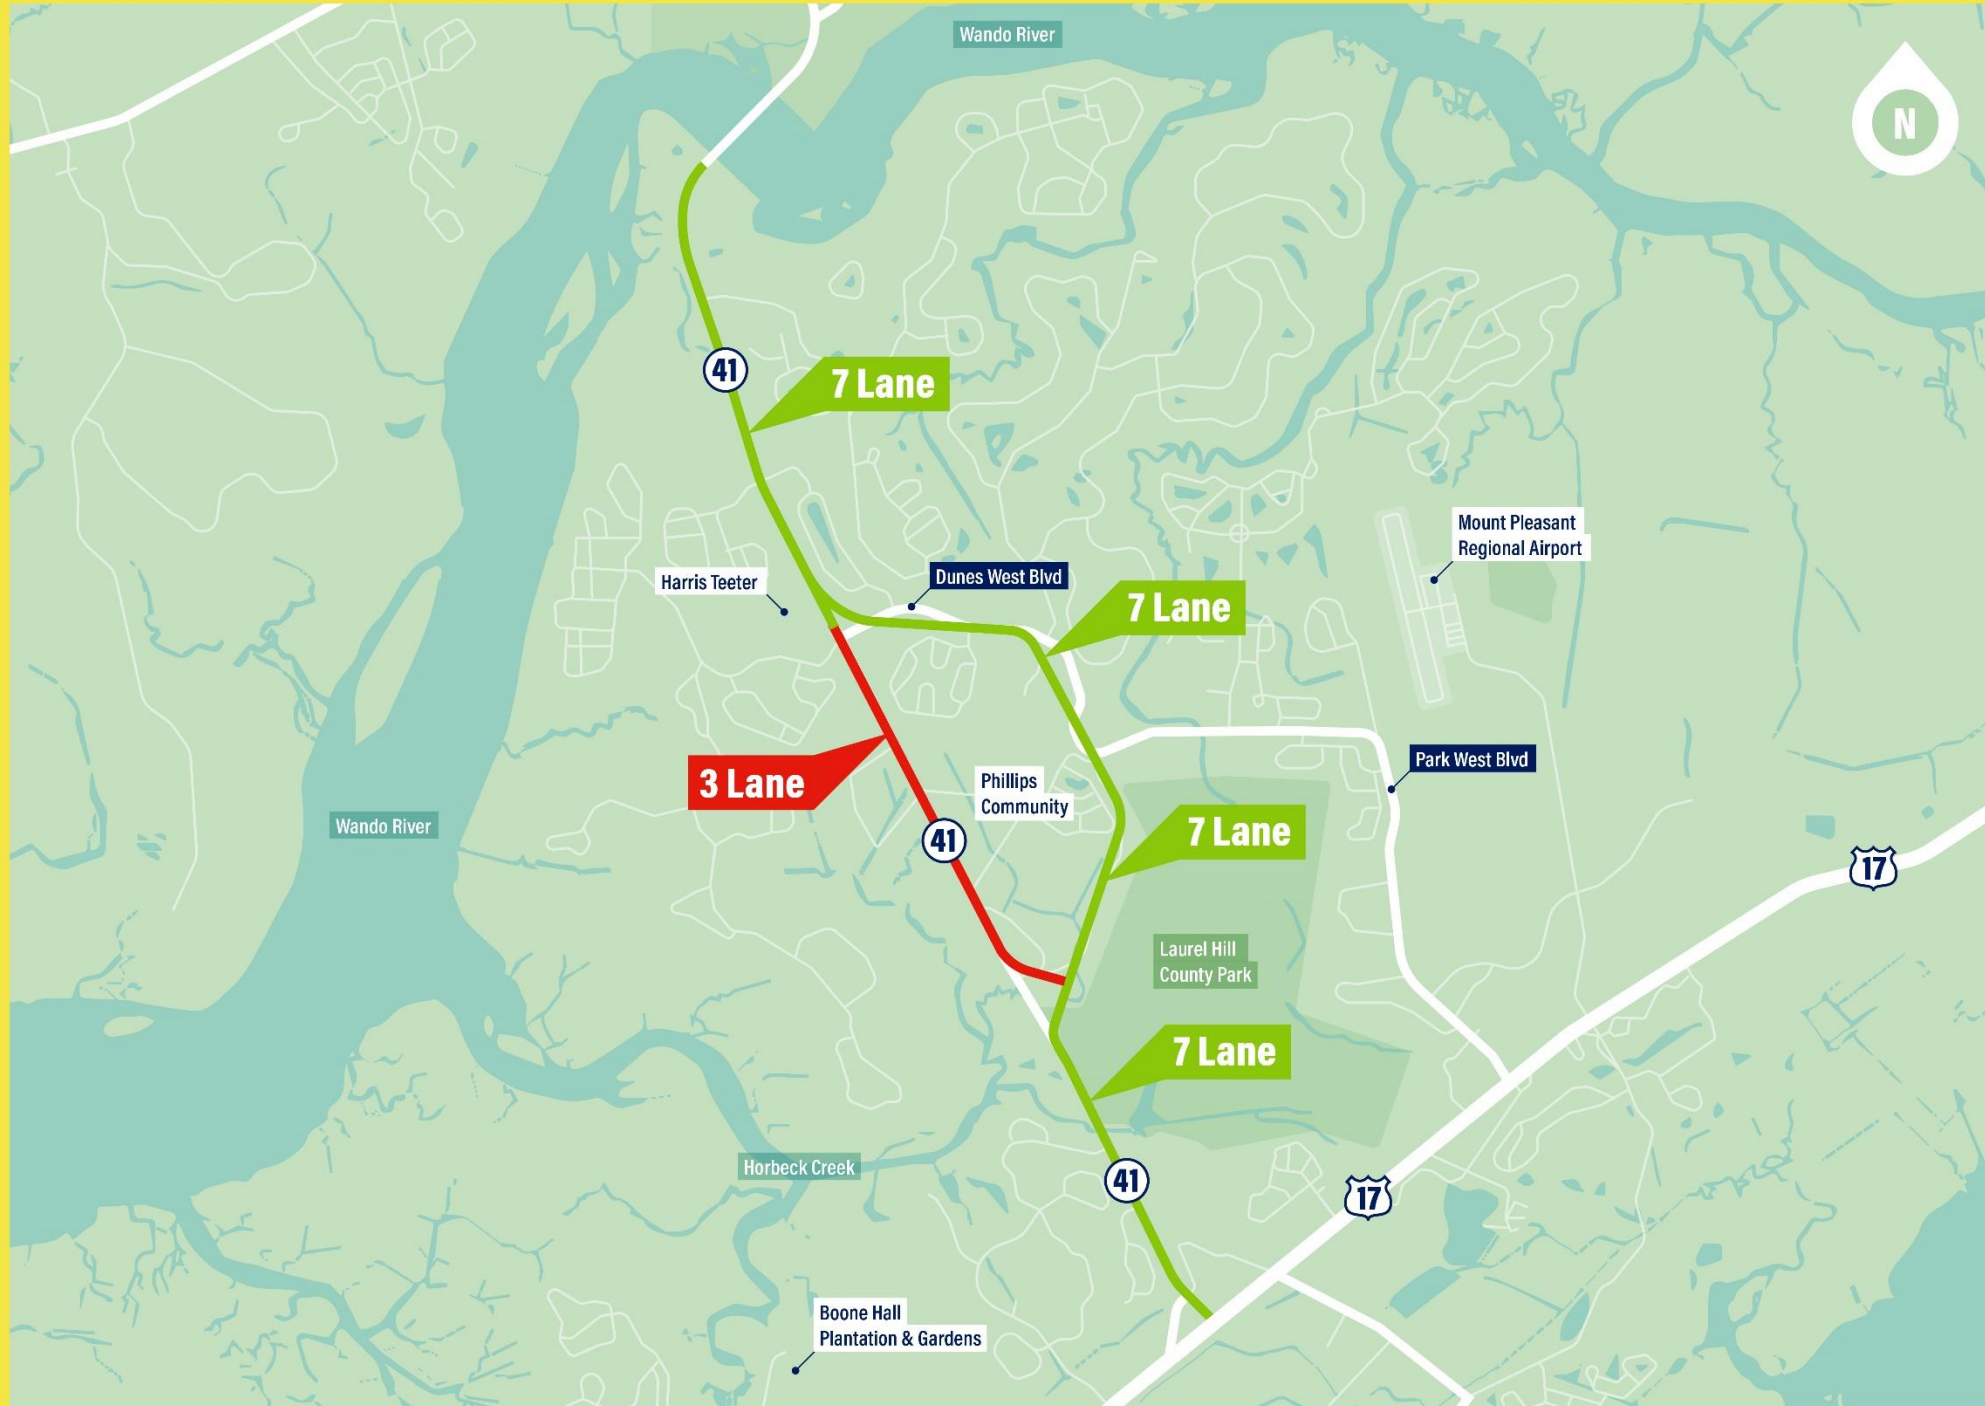 Wando River
N
41
7 Lane
Mount Pleasant
Regional Airport
Harris Teeter
Dunes West Blvd
7 Lane
Park West Blvd
3 Lane
Phillips
Community
Wando River
41
7 Lane
17
Laurel Hill
County Park
7 Lane
Horbeck Creek
41
17
Boone Hall
Plantation & Gardens